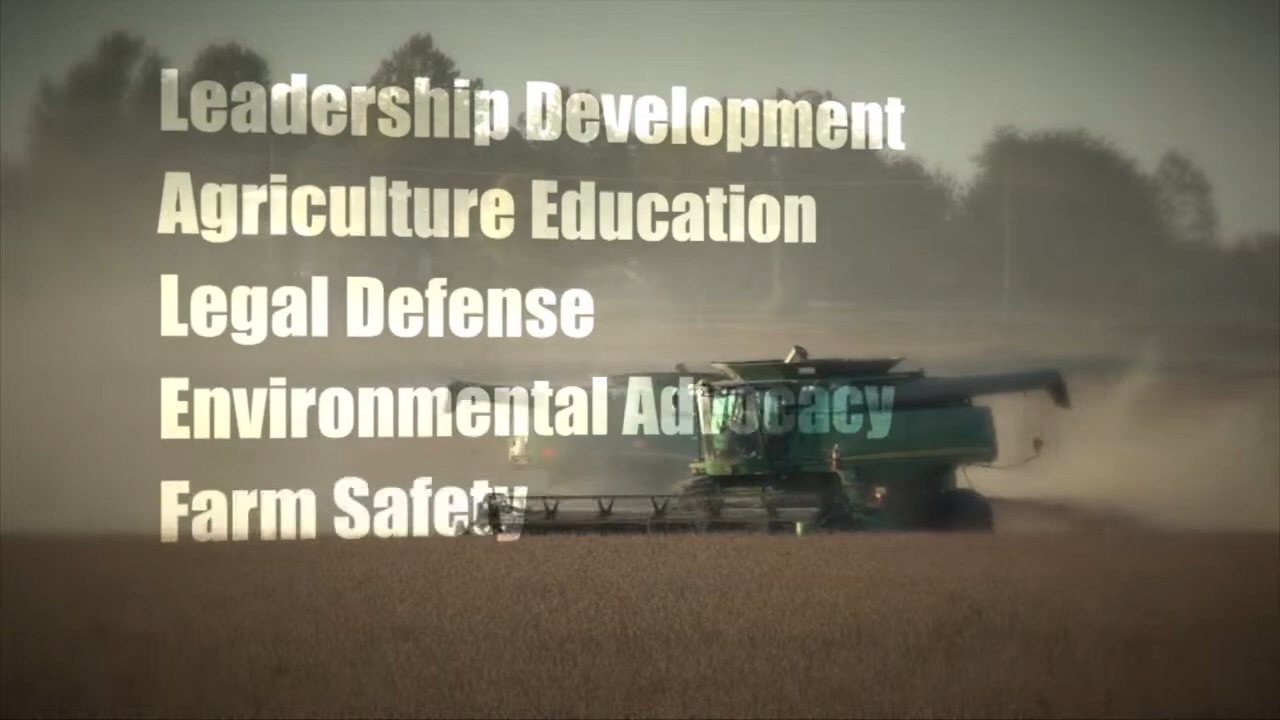 Leadership Development
Agriculture Education
Legal Defense
Environmental Advocacy
Farm Safety